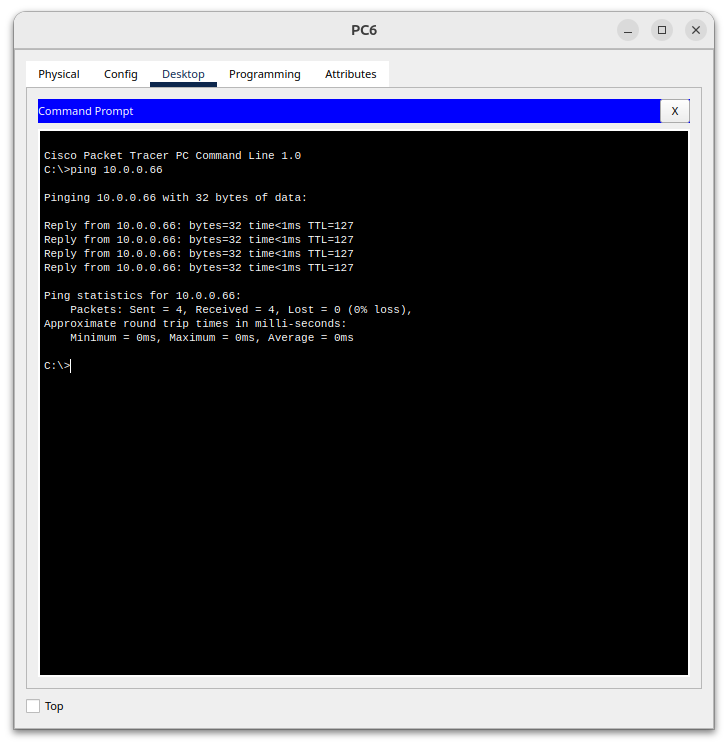 PC6
Physical Config Desktop Programming Attributes
Command Prompt X
Cisco Packet Tracer PC Command Line 1.0
C:\>ping 10.0.0.66
Pinging 10.0.0.66 with 32 bytes of data:
Reply from 10.0.0.66: bytes=32 time<1ms TTL=127
Reply from 10.0.0.66: bytes=32 time<1ms TTL=127
Reply from 10.0.0.66: bytes=32 time<1ms TTL=127
Reply from 10.0.0.66: bytes=32 time<1ms TTL=127
Ping statistics for 10.0.0.66:
Packets: Sent = 4, Received = 4, Lost = 0 (0% loss),
Approximate round trip times in milli-seconds:
Minimum = 0ms, Maximum = 0ms, Average = 0ms
C:\>
Top